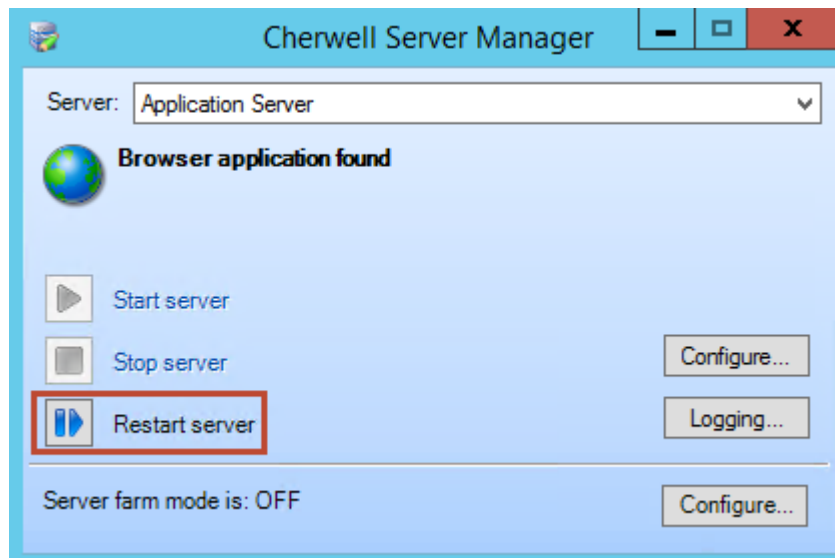 Cherwell Server Manager
Server: Application Server
Browser application found
Start server
Stop server
Configure...
Restart server
Logging...
Server farm mode is: OFF
Configure...